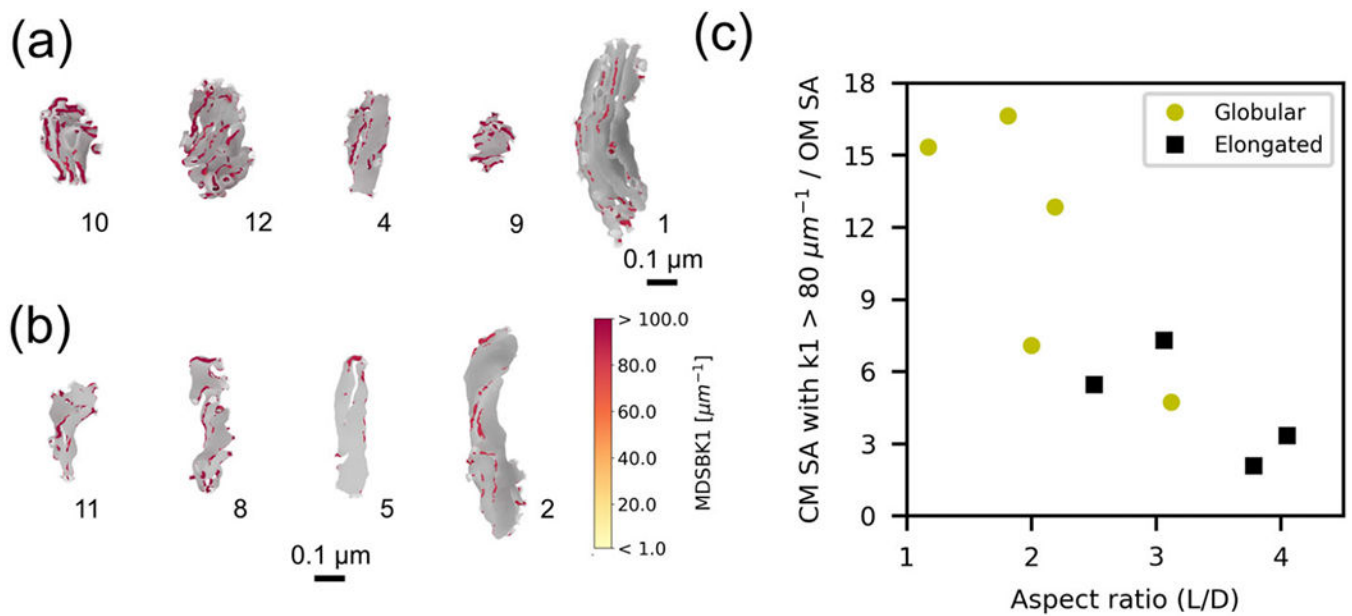 (a)
10
12
4
9
1
0.1 μm
(b)
11
8
5
2
0.1 μm
> 100.0
80.0
60.0
40.0
20.0
< 1.0
MDSBK1 [μm⁻¹]
(c)
CM SA with k1 > 80 μm⁻¹ / OM SA
18
15
12
9
6
3
0
Globular
Elongated
1 2 3 4
Aspect ratio (L/D)